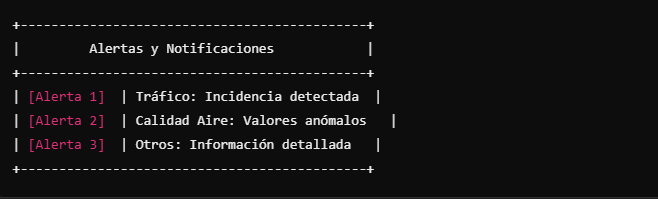 +---------------------------------------------+
|         Alertas y Notificaciones            |
+---------------------------------------------+
| [Alerta 1]  | Tráfico: Incidencia detectada  |
| [Alerta 2]  | Calidad Aire: Valores anómalos   |
| [Alerta 3]  | Otros: Información detallada   |
+---------------------------------------------+